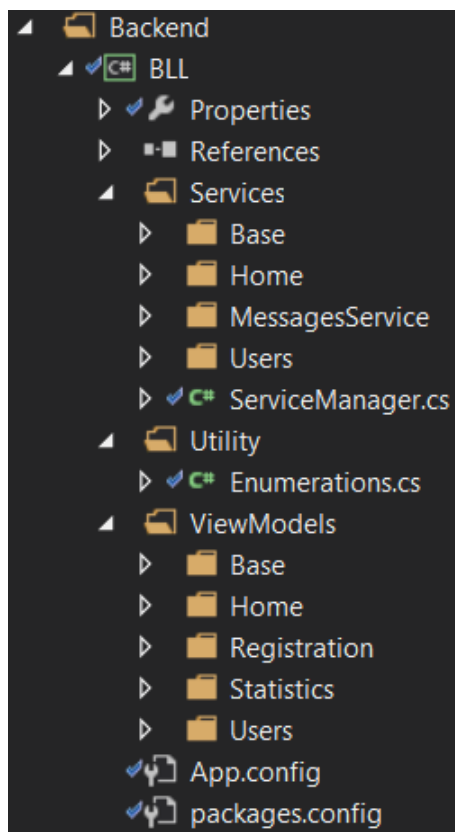 Backend
C# BLL
Properties
References
Services
Base
Home
MessagesService
Users
C# ServiceManager.cs
Utility
C# Enumerations.cs
ViewModels
Base
Home
Registration
Statistics
Users
App.config
packages.config